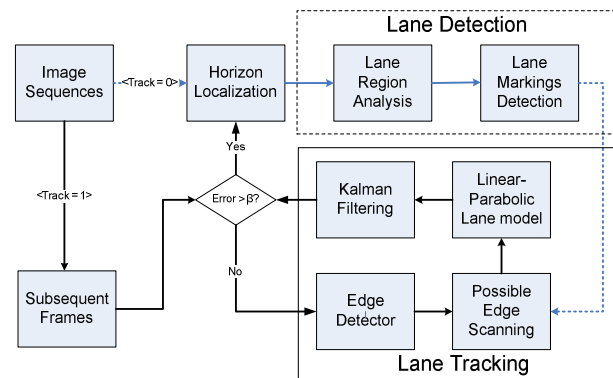 Lane Detection
Image
Sequences
<Track = 0>
Horizon
Localization
Lane
Region
Analysis
Lane
Markings
Detection
Yes
<Track = 1>
Error > β?
Kalman
Filtering
Linear-
Parabolic
Lane model
No
Subsequent
Frames
Edge
Detector
Possible
Edge
Scanning
Lane Tracking